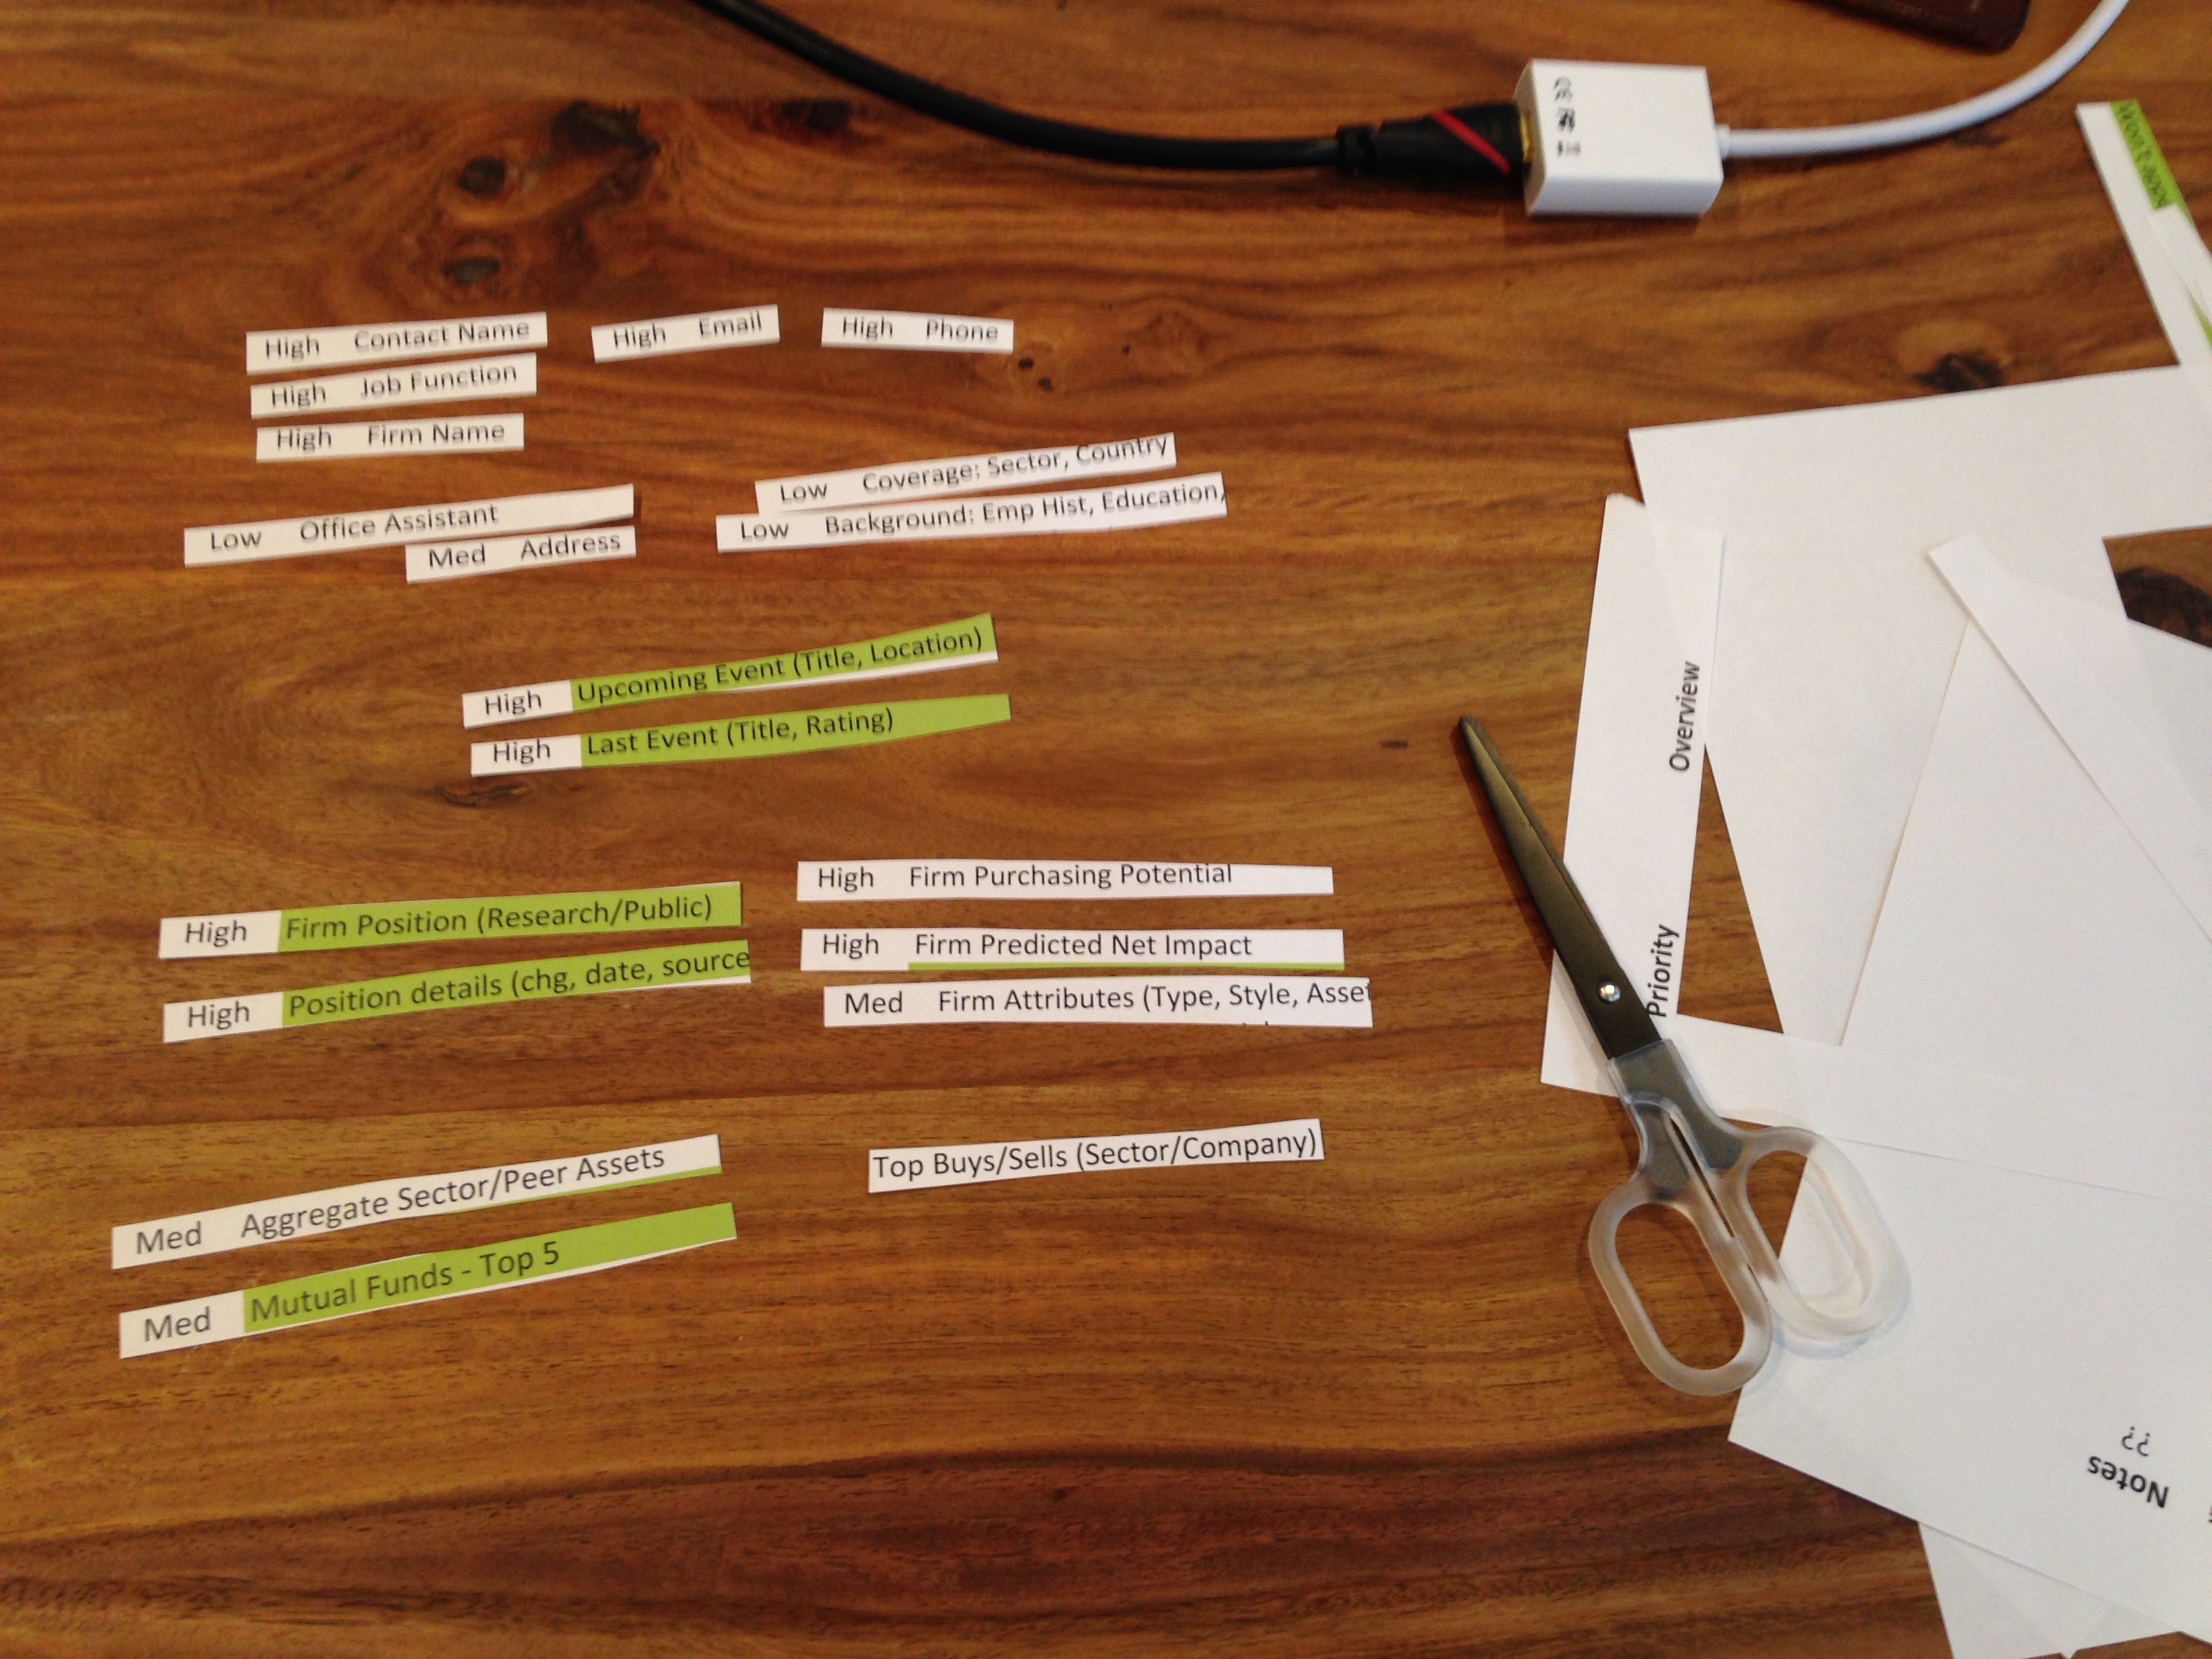 High Contact Name
High Email
High Phone
High Job Function
High Firm Name
Low Coverage: Sector, Country
Low Background: Emp Hist, Education,
Low Office Assistant
Med Address
High Upcoming Event (Title, Location)
High Last Event (Title, Rating)
High Firm Position (Research/Public)
High Position details (chg, date, source
High Firm Purchasing Potential
High Firm Predicted Net Impact
Med Firm Attributes (Type, Style, Asset
Med Aggregate Sector/Peer Assets
Med Mutual Funds - Top 5
Top Buys/Sells (Sector/Company)
Priority Overview
Notes
??